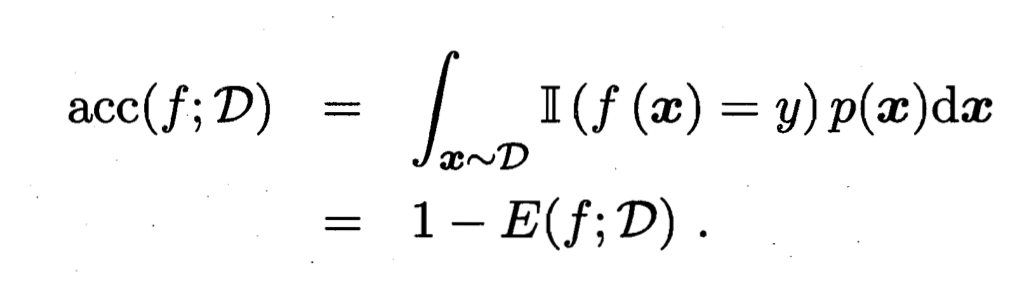 acc(f; 𝒟) = ∫_{𝒙∼𝒟} 𝕀(f(𝒙) = y) p(𝒙)d𝒙
= 1 − E(f; 𝒟) .